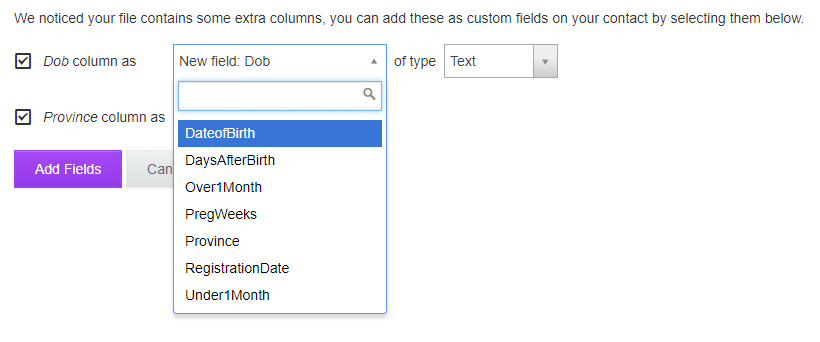 We noticed your file contains some extra columns, you can add these as custom fields on your contact by selecting them below.
Dob column as New field: Dob of type Text
Province column as
DateofBirth
DaysAfterBirth
Add Fields Can
Over1Month
PregWeeks
Province
RegistrationDate
Under1Month